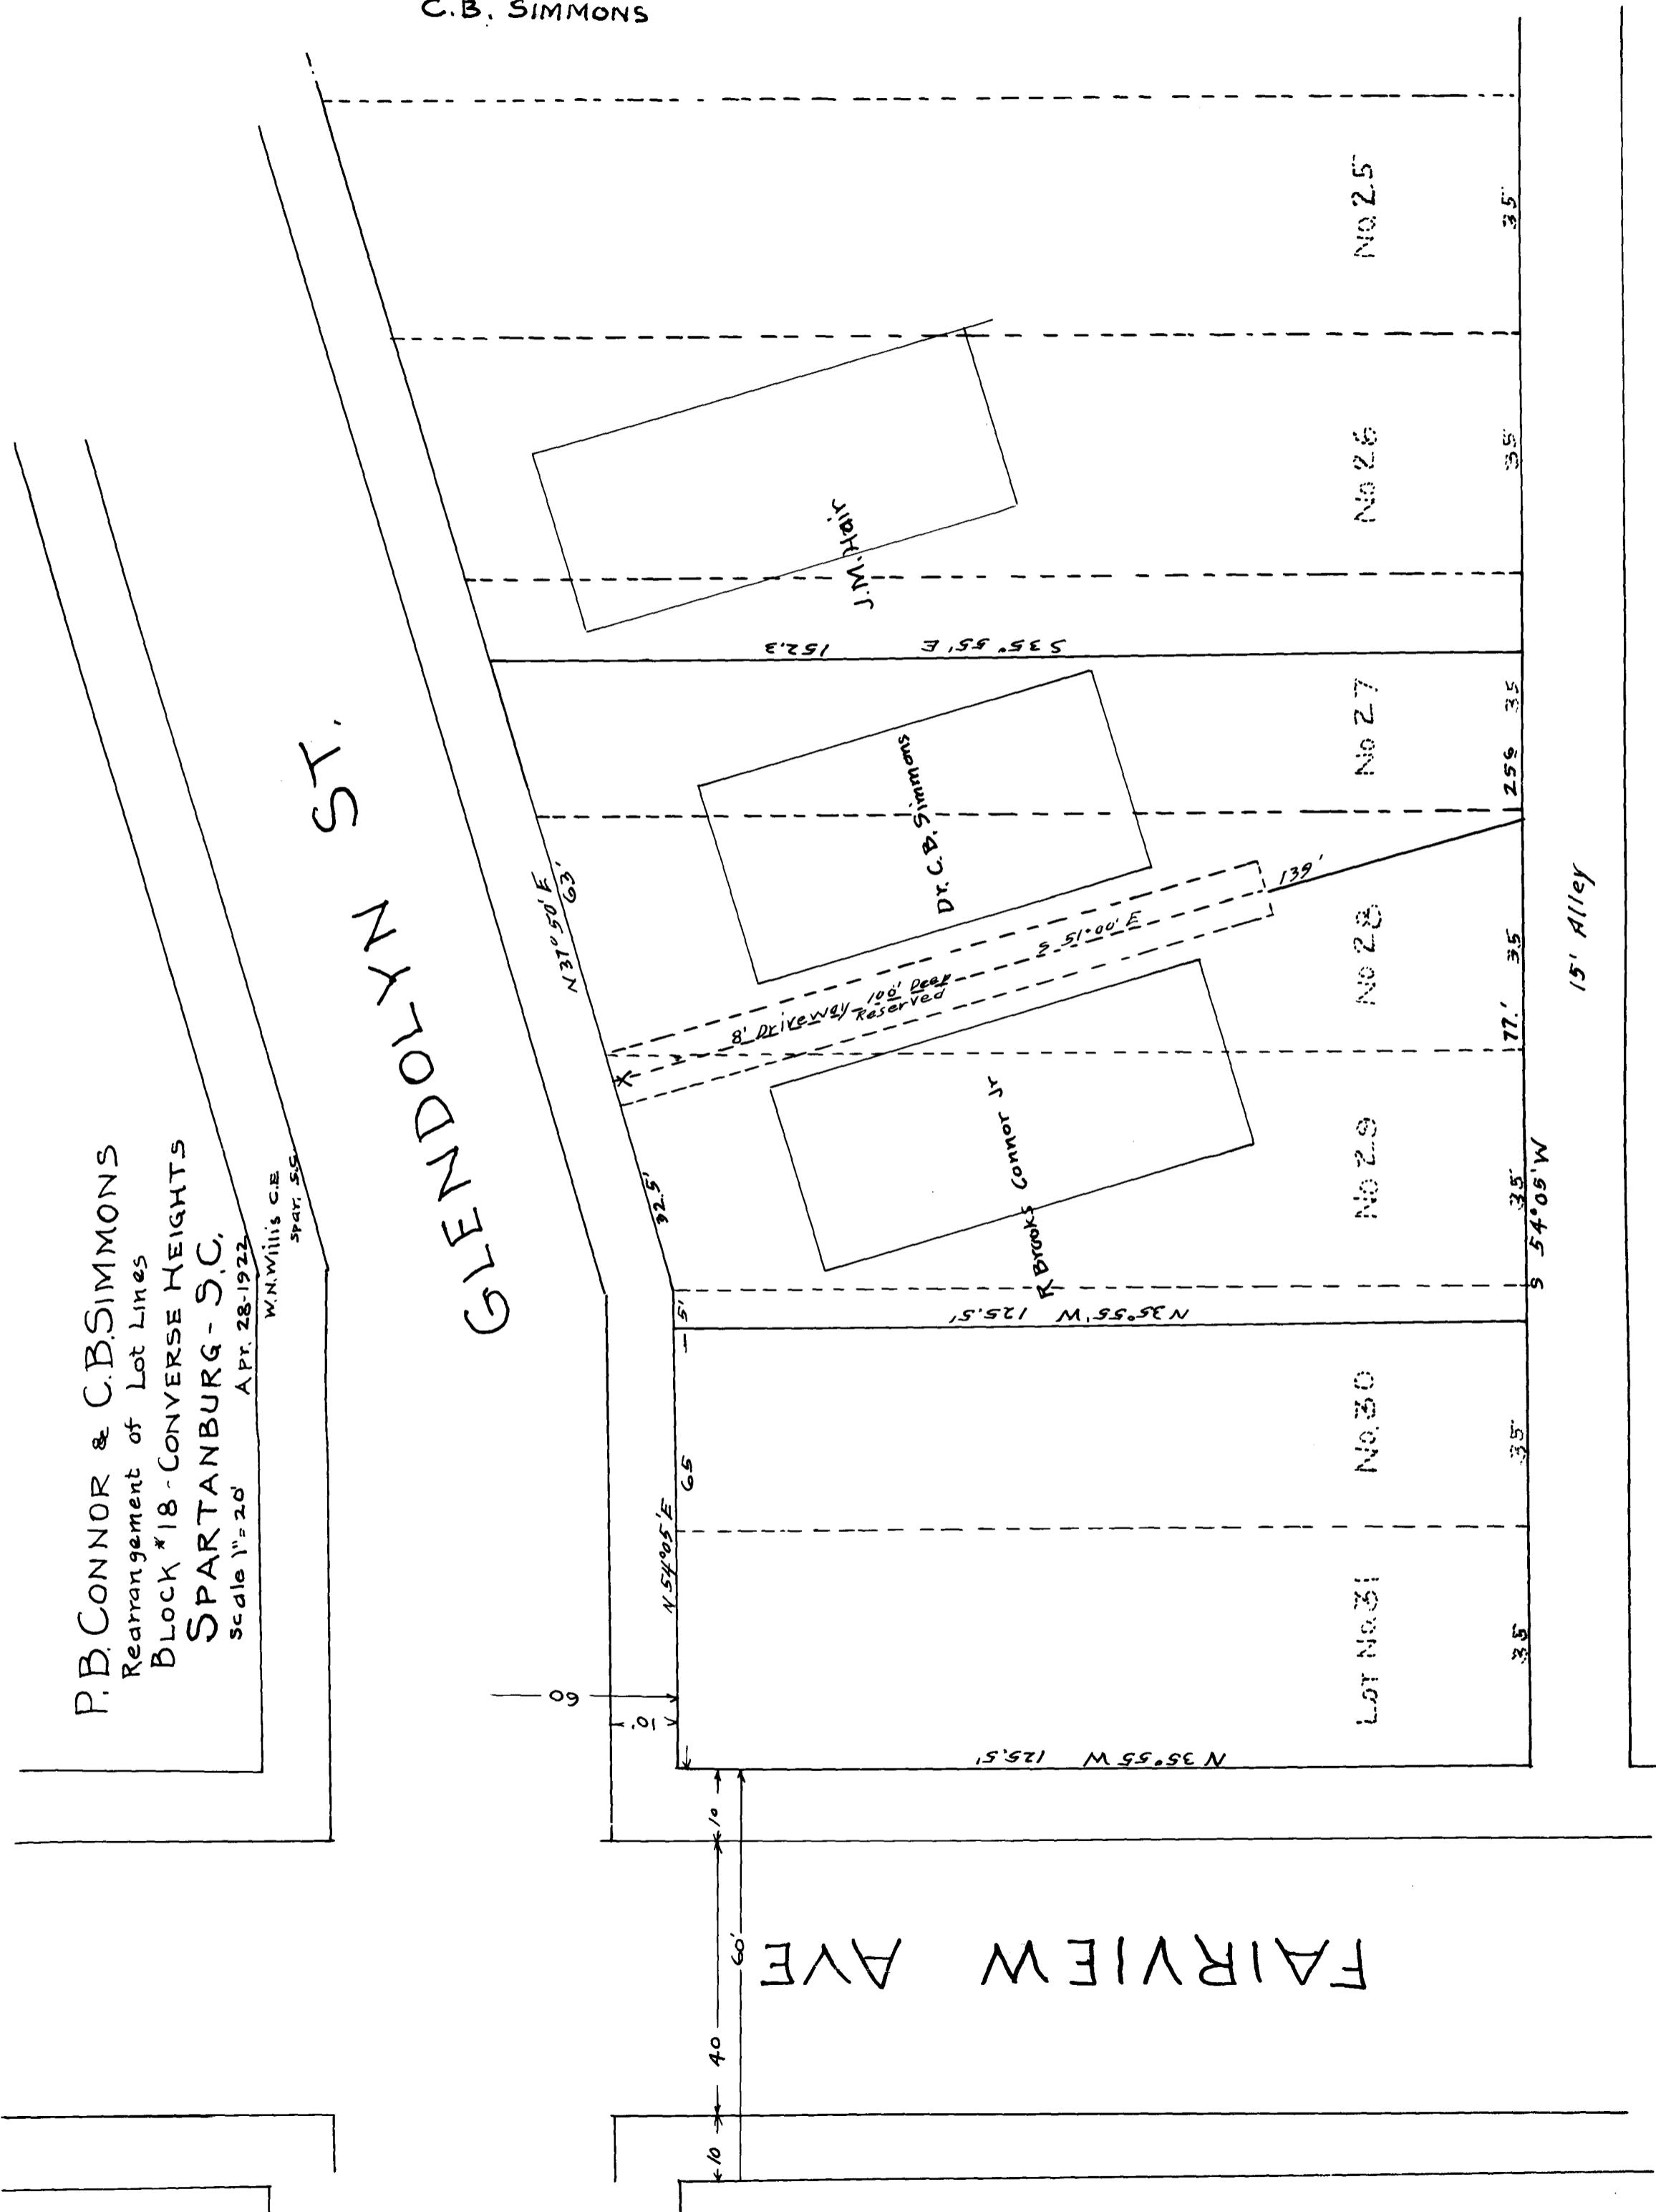 C.B. SIMMONS
P.B. CONNOR & C.B. SIMMONS
Rearrangement of Lot Lines
BLOCK #18 - CONVERSE HEIGHTS
SPARTANBURG - S.C.
Scale 1"=20' Apr. 28-1922
W.N. Willis C.E.
Spar. S.C.
GLENDOLYN ST.
N 54°05' E
65
5'
32.5'
N 37°50' E
63'
60
10
N 35°55 W 125.5'
N 35°55' W 125.5'
S 35°55' E 152.3
8' Driveway 100' Deep
Reserved
S 51°00' E
139'
R Brooks Connor Jr
Dr. C.B. Simmons
J.M. Hair
LOT No. 31
No. 30
No 29
No 28
No 27
No 26
No. 25
35
35
35
77.'
35
256
35
35
35
S 54°05' W
15' Alley
10
40
10
60'
FAIRVIEW AVE